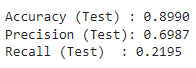 Accuracy (Test) : 0.8990
Precision (Test): 0.6987
Recall (Test)  : 0.2195